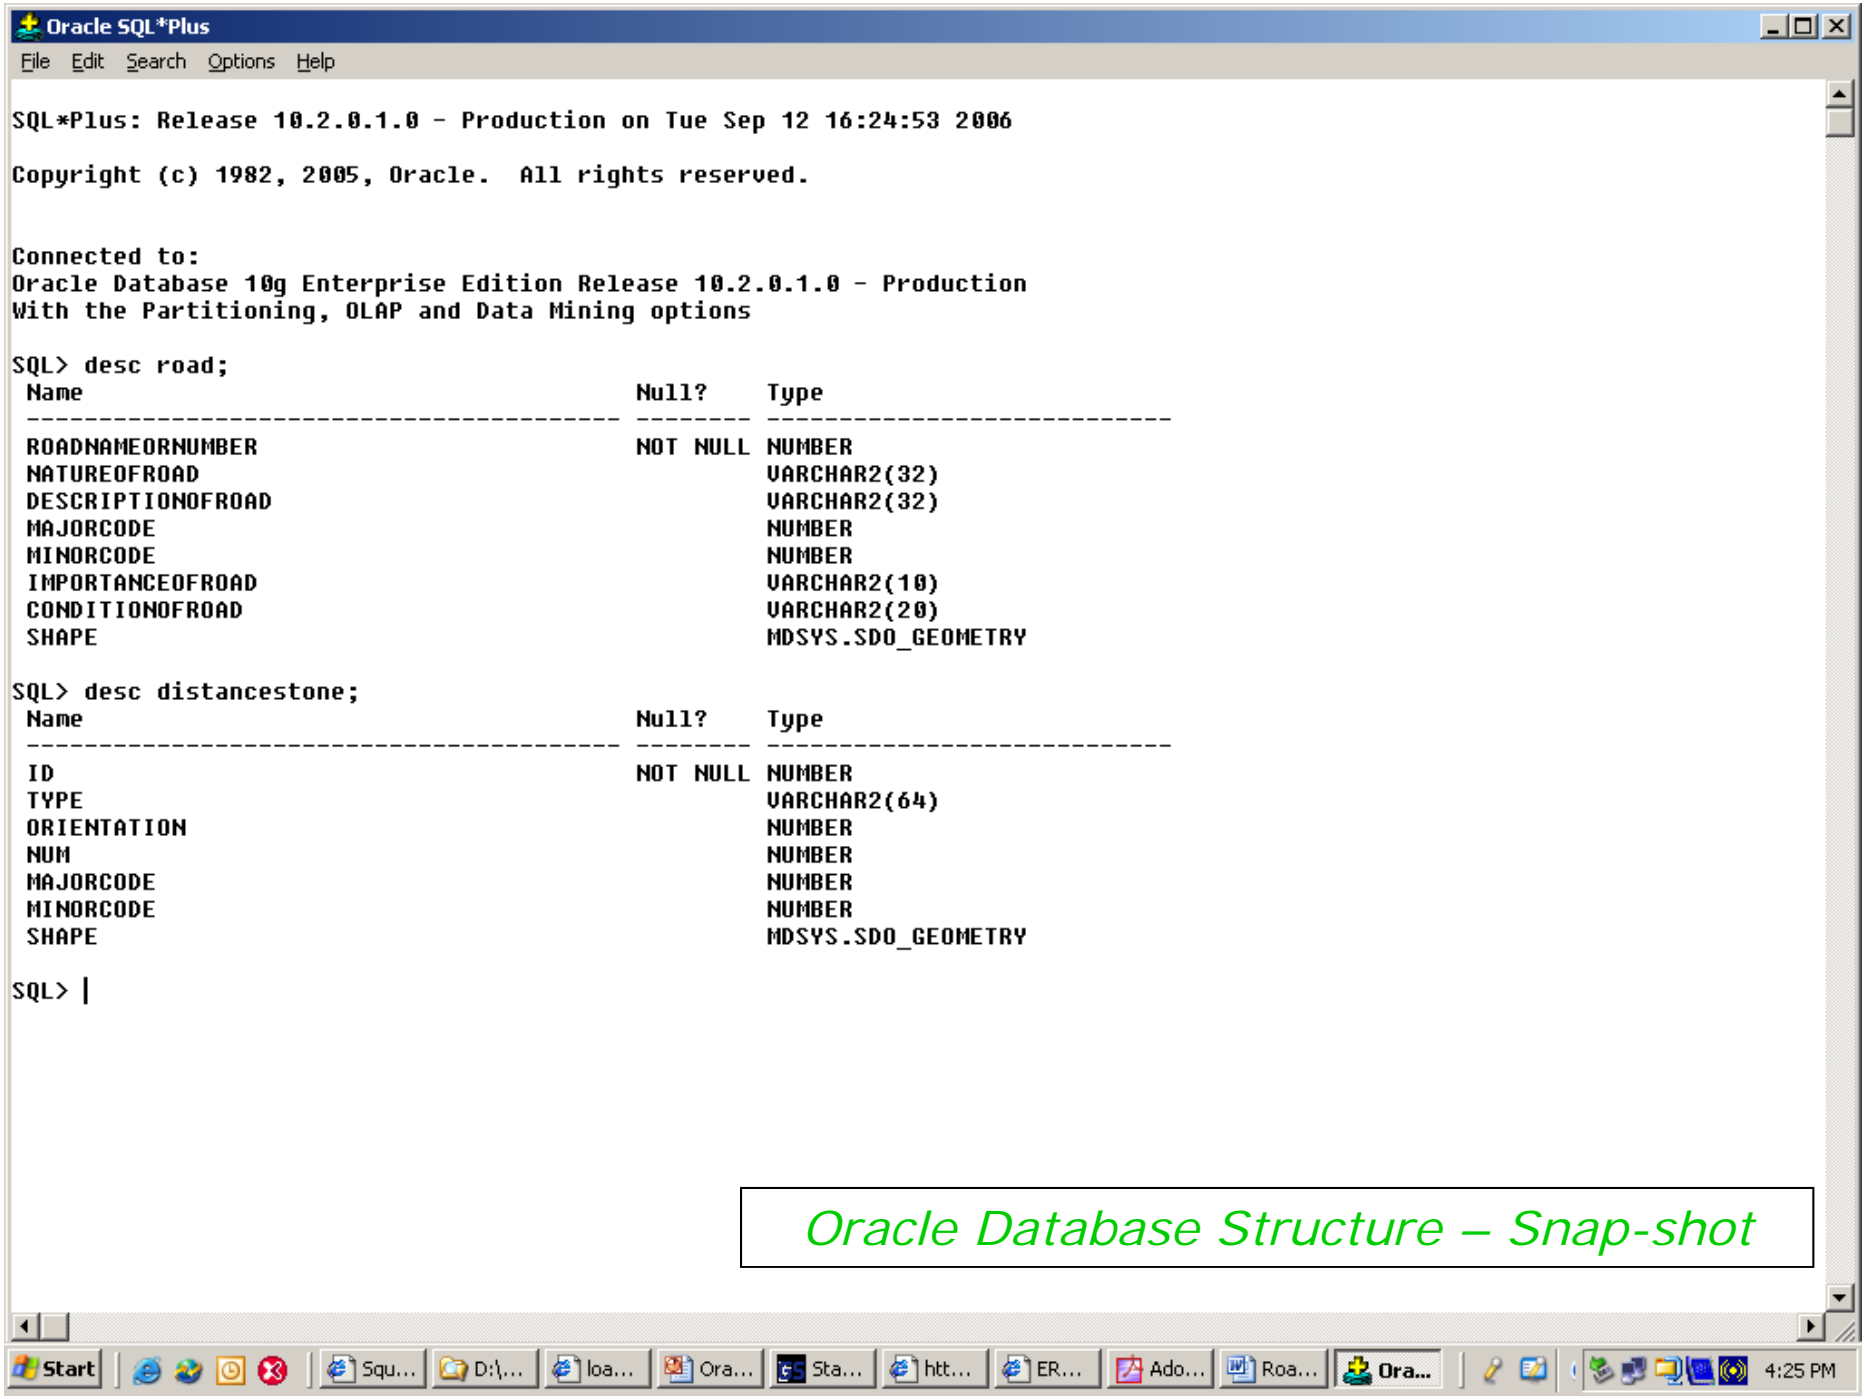 Oracle SQL*Plus
File Edit Search Options Help
SQL*Plus: Release 10.2.0.1.0 - Production on Tue Sep 12 16:24:53 2006
Copyright (c) 1982, 2005, Oracle.  All rights reserved.
Connected to:
Oracle Database 10g Enterprise Edition Release 10.2.0.1.0 - Production
With the Partitioning, OLAP and Data Mining options
SQL> desc road;
Name Null? Type
----------------------------------------- -------- ----------------------------
ROADNAMEORNUMBER NOT NULL NUMBER
NATUREOFROAD VARCHAR2(32)
DESCRIPTIONOFROAD VARCHAR2(32)
MAJORCODE NUMBER
MINORCODE NUMBER
IMPORTANCEOFROAD VARCHAR2(10)
CONDITIONOFROAD VARCHAR2(20)
SHAPE MDSYS.SDO_GEOMETRY
SQL> desc distancestone;
Name Null? Type
----------------------------------------- -------- ----------------------------
ID NOT NULL NUMBER
TYPE VARCHAR2(64)
ORIENTATION NUMBER
NUM NUMBER
MAJORCODE NUMBER
MINORCODE NUMBER
SHAPE MDSYS.SDO_GEOMETRY
SQL>
Oracle Database Structure – Snap-shot
Start Squ... D:\,... loa... Ora... Sta... htt... ER... Ado... Roa... Ora... 4:25 PM